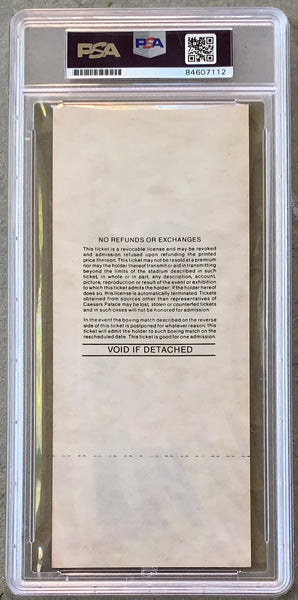 PSA
PSA
84607112
NO REFUNDS OR EXCHANGES
This ticket is a revocable license and may be revoked
and admission refused upon refunding the printed
price thereon. This ticket may not be resold at a premium
nor may the holder thereof transmit or aid in transmitting
beyond the limits of the stadium described in such
ticket, in whole or in part, any description, account,
picture, reproduction or result of the event or exhibition
to which this ticket admits the holder. If the holder hereof
does so, this license is automatically terminated. Tickets
obtained from sources other than representatives of
Caesars Palace may be lost, stolen or counterfeit tickets
and in such cases will not be honored for admission.
In the event the boxing match described on the reverse
side of this ticket is postponed for whatever reason. This
ticket will admit the holder to such boxing match on the
rescheduled date. This ticket is good for one admission.
VOID IF DETACHED